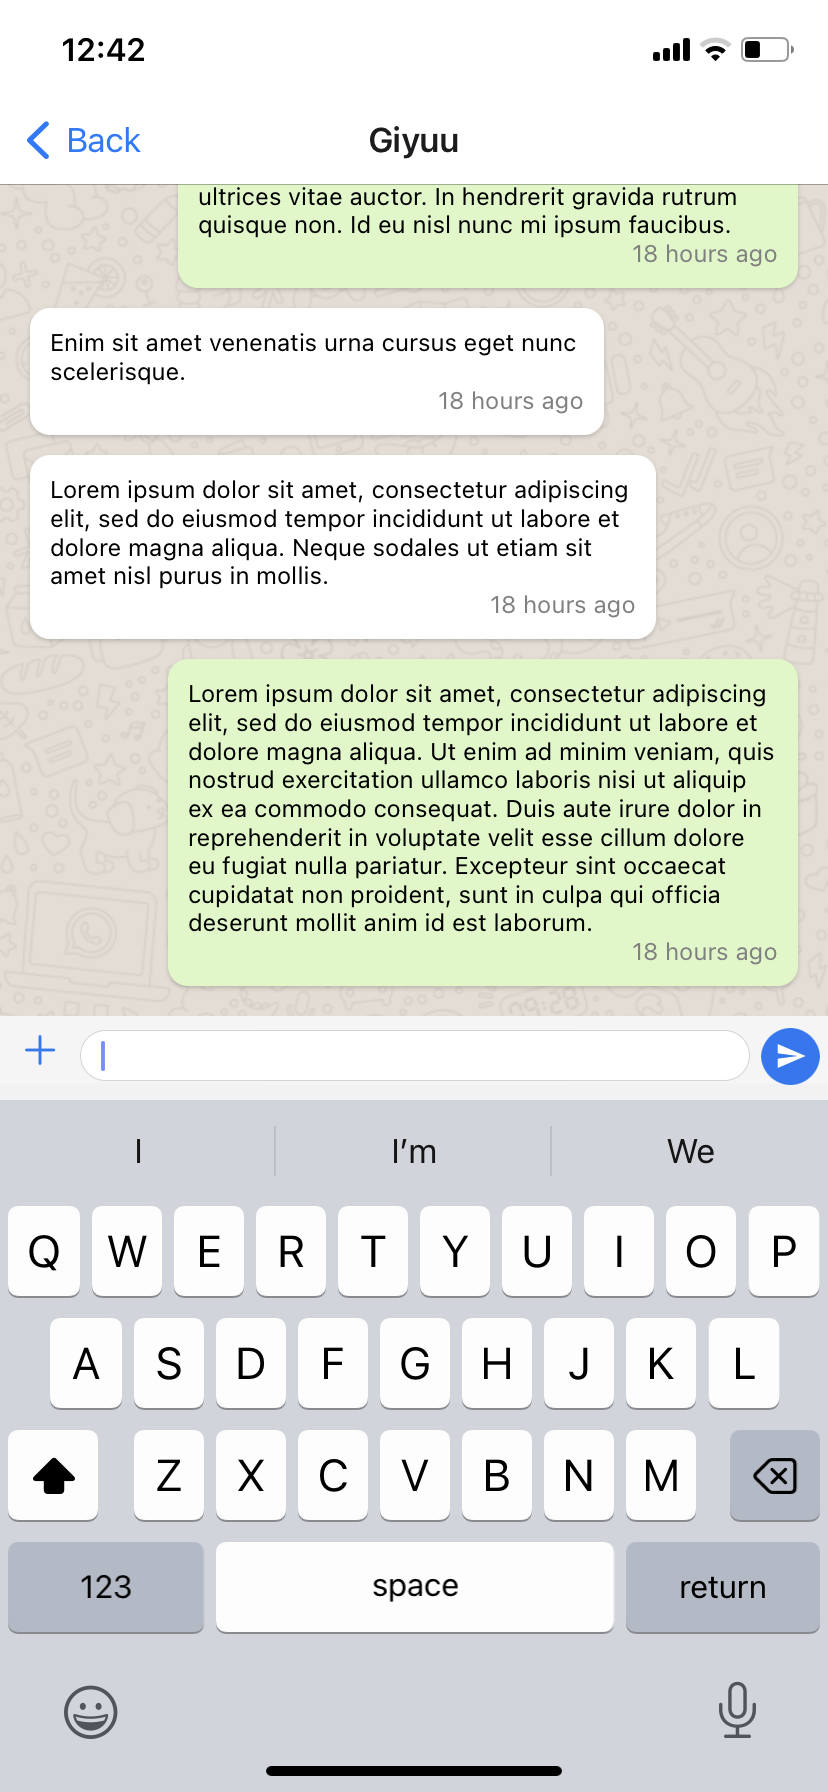 12:42
Back
Giyuu
ultrices vitae auctor. In hendrerit gravida rutrum
quisque non. Id eu nisl nunc mi ipsum faucibus.
18 hours ago
Enim sit amet venenatis urna cursus eget nunc
scelerisque.
18 hours ago
Lorem ipsum dolor sit amet, consectetur adipiscing
elit, sed do eiusmod tempor incididunt ut labore et
dolore magna aliqua. Neque sodales ut etiam sit
amet nisl purus in mollis.
18 hours ago
Lorem ipsum dolor sit amet, consectetur adipiscing
elit, sed do eiusmod tempor incididunt ut labore et
dolore magna aliqua. Ut enim ad minim veniam, quis
nostrud exercitation ullamco laboris nisi ut aliquip
ex ea commodo consequat. Duis aute irure dolor in
reprehenderit in voluptate velit esse cillum dolore
eu fugiat nulla pariatur. Excepteur sint occaecat
cupidatat non proident, sunt in culpa qui officia
deserunt mollit anim id est laborum.
18 hours ago
09:28
I I’m We
Q W E R T Y U I O P
A S D F G H J K L
Z X C V B N M
123 space return